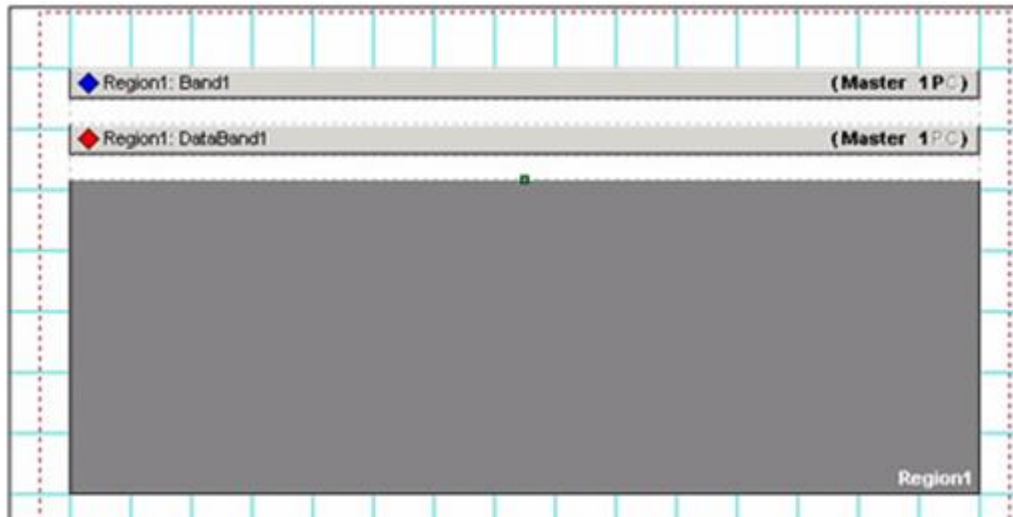 Region1: Band1 (Master 1PC)
Region1: DataBand1 (Master 1PC)
Region1